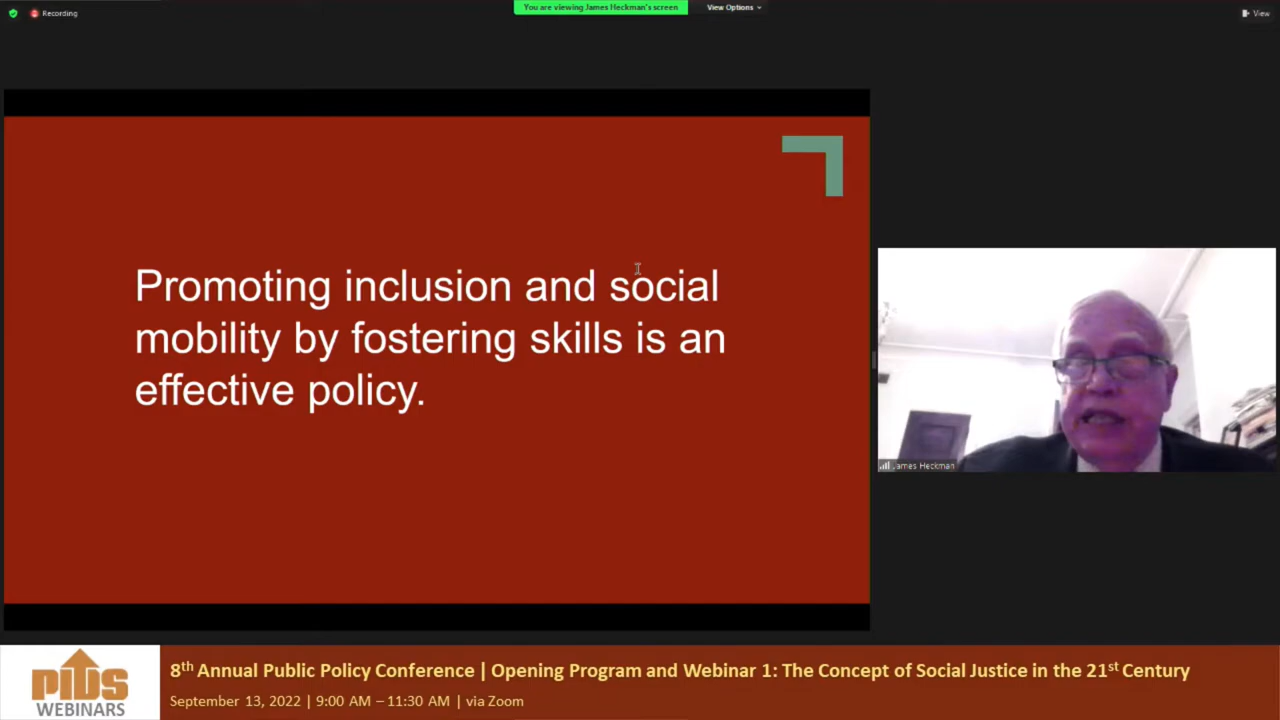 Recording
You are viewing James Heckman's screen
View Options
View
Promoting inclusion and social
mobility by fostering skills is an
effective policy.
James Heckman
PIDS
WEBINARS
8th Annual Public Policy Conference | Opening Program and Webinar 1: The Concept of Social Justice in the 21st Century
September 13, 2022 | 9:00 AM – 11:30 AM | via Zoom